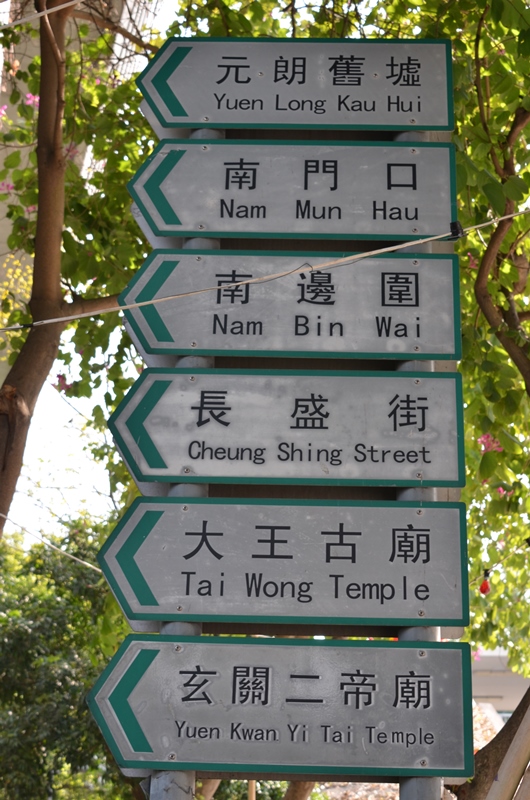 元朗舊墟
Yuen Long Kau Hui
南門口
Nam Mun Hau
南邊圍
Nam Bin Wai
長盛街
Cheung Shing Street
大王古廟
Tai Wong Temple
玄關二帝廟
Yuen Kwan Yi Tai Temple